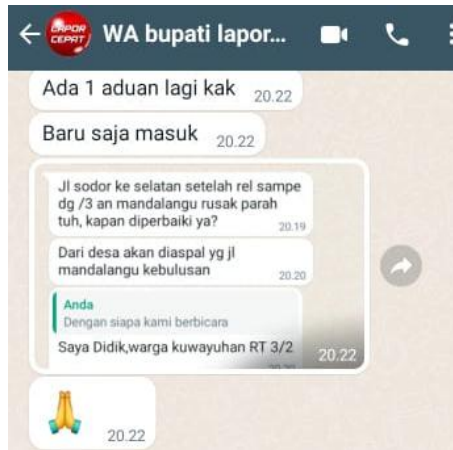 LAPOR
CEPAT
WA bupati lapor...
Ada 1 aduan lagi kak 20.22
Baru saja masuk 20.22
Jl sodor ke selatan setelah rel sampe
dg /3 an mandalangu rusak parah
tuh, kapan diperbaiki ya? 20.19
Dari desa akan diaspal yg jl
mandalangu kebulusan 20.20
Anda
Dengan siapa kami berbicara
Saya Didik,warga kuwayuhan RT 3/2
20.22
20.22